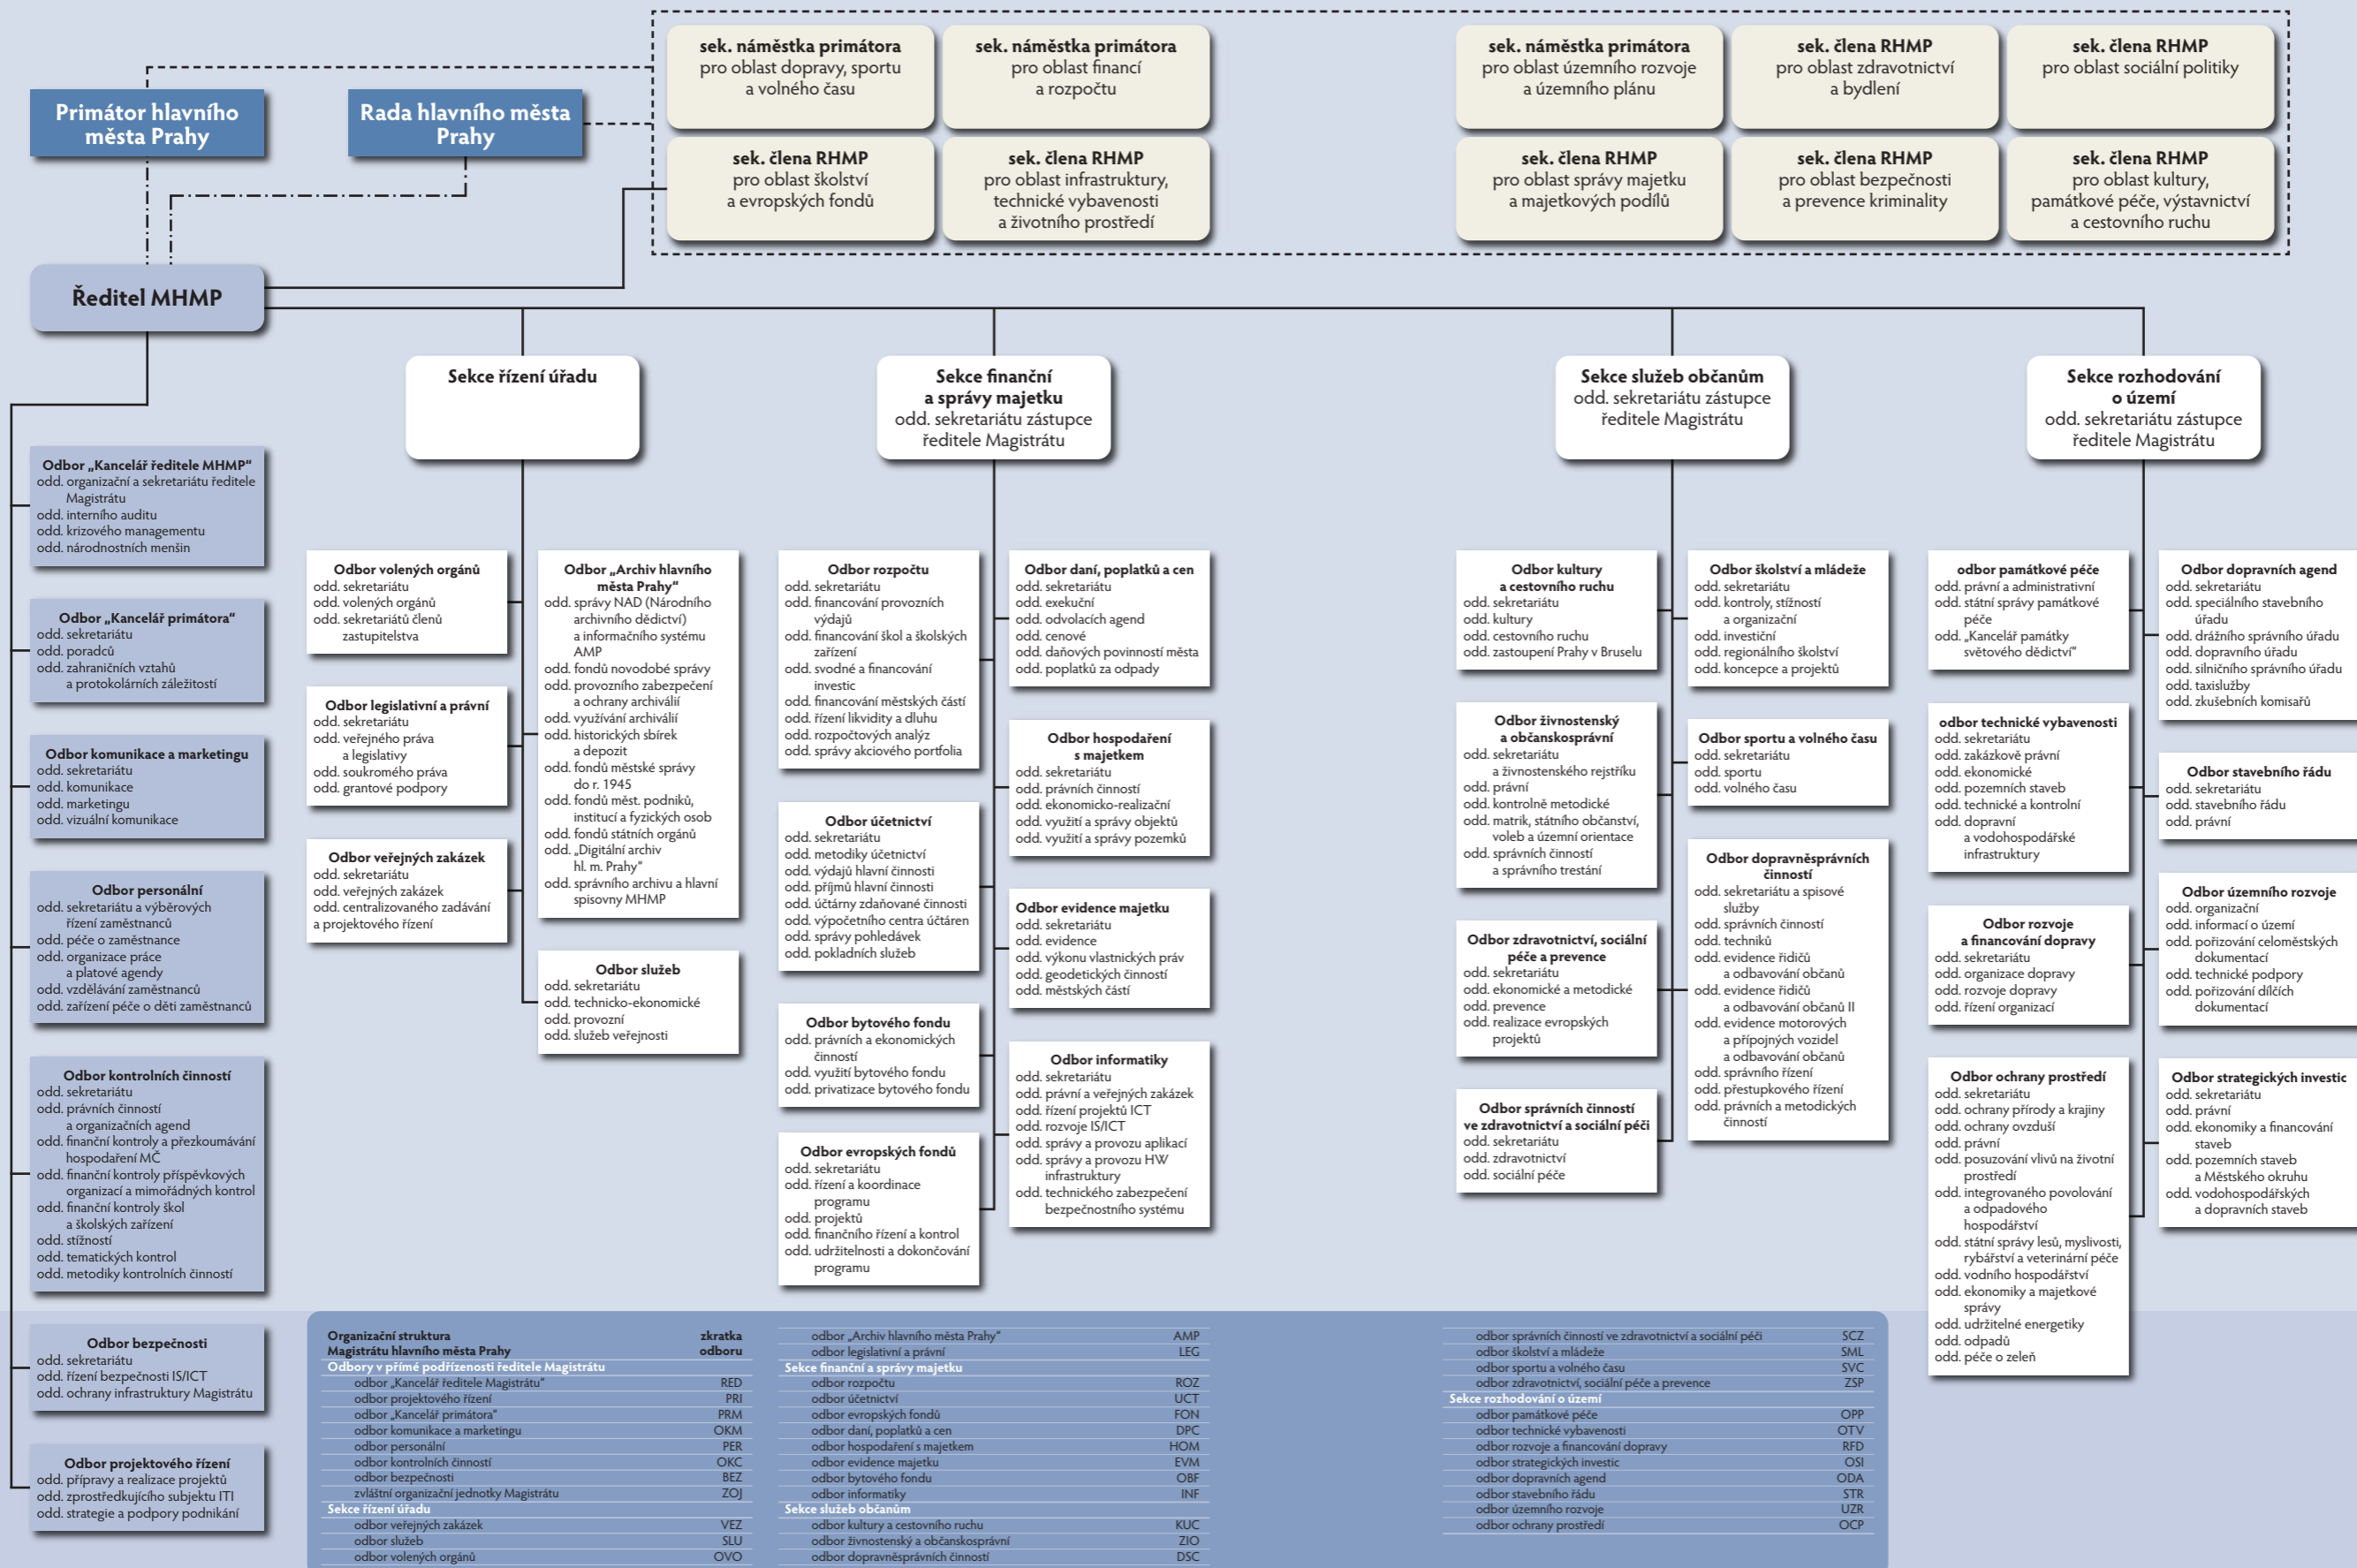 Primátor hlavního
města Prahy
Rada hlavního města
Prahy
sek. náměstka primátora
pro oblast dopravy, sportu
a volného času
sek. náměstka primátora
pro oblast financí
a rozpočtu
sek. náměstka primátora
pro oblast územního rozvoje
a územního plánu
sek. člena RHMP
pro oblast zdravotnictví
a bydlení
sek. člena RHMP
pro oblast sociální politiky
sek. člena RHMP
pro oblast školství
a evropských fondů
sek. člena RHMP
pro oblast infrastruktury,
technické vybavenosti
a životního prostředí
sek. člena RHMP
pro oblast správy majetku
a majetkových podílů
sek. člena RHMP
pro oblast bezpečnosti
a prevence kriminality
sek. člena RHMP
pro oblast kultury,
památkové péče, výstavnictví
a cestovního ruchu
Ředitel MHMP
Sekce řízení úřadu
Sekce finanční
a správy majetku
odd. sekretariátu zástupce
ředitele Magistrátu
Sekce služeb občanům
odd. sekretariátu zástupce
ředitele Magistrátu
Sekce rozhodování
o území
odd. sekretariátu zástupce
ředitele Magistrátu
Odbor „Kancelář ředitele MHMP“
odd. organizační a sekretariátu ředitele
Magistrátu
odd. interního auditu
odd. krizového managementu
odd. národnostních menšin
Odbor „Kancelář primátora“
odd. sekretariátu
odd. poradců
odd. zahraničních vztahů
a protokolárních záležitostí
Odbor komunikace a marketingu
odd. sekretariátu
odd. komunikace
odd. marketingu
odd. vizuální komunikace
Odbor personální
odd. sekretariátu a výběrových
řízení zaměstnanců
odd. péče o zaměstnance
odd. organizace práce
a platové agendy
odd. vzdělávání zaměstnanců
odd. zařízení péče o děti zaměstnanců
Odbor kontrolních činností
odd. sekretariátu
odd. právních činností
a organizačních agend
odd. finanční kontroly a přezkoumávání
hospodaření MČ
odd. finanční kontroly příspěvkových
organizací a mimořádných kontrol
odd. finanční kontroly škol
a školských zařízení
odd. stížností
odd. tematických kontrol
odd. metodiky kontrolních činností
Odbor bezpečnosti
odd. sekretariátu
odd. řízení bezpečnosti IS/ICT
odd. ochrany infrastruktury Magistrátu
Odbor projektového řízení
odd. přípravy a realizace projektů
odd. zprostředkujícího subjektu ITI
odd. strategie a podpory podnikání
Odbor volených orgánů
odd. sekretariátu
odd. volených orgánů
odd. sekretariátů členů
zastupitelstva
Odbor legislativní a právní
odd. sekretariátu
odd. veřejného práva
a legislativy
odd. soukromého práva
odd. grantové podpory
Odbor veřejných zakázek
odd. sekretariátu
odd. veřejných zakázek
odd. centralizovaného zadávání
a projektového řízení
Odbor „Archiv hlavního
města Prahy“
odd. správy NAD (Národního
archivního dědictví)
a informačního systému
AMP
odd. fondů novodobé správy
odd. provozního zabezpečení
a ochrany archiválií
odd. využívání archiválií
odd. historických sbírek
a depozit
odd. fondů městské správy
do r. 1945
odd. fondů měst. podniků,
institucí a fyzických osob
odd. fondů státních orgánů
odd. „Digitální archiv
hl. m. Prahy“
odd. správního archivu a hlavní
spisovny MHMP
Odbor služeb
odd. sekretariátu
odd. technicko-ekonomické
odd. provozní
odd. služeb veřejnosti
Odbor rozpočtu
odd. sekretariátu
odd. financování provozních
výdajů
odd. financování škol a školských
zařízení
odd. svodné a financování
investic
odd. financování městských částí
odd. řízení likvidity a dluhu
odd. rozpočtových analýz
odd. správy akciového portfolia
Odbor účetnictví
odd. sekretariátu
odd. metodiky účetnictví
odd. výdajů hlavní činnosti
odd. příjmů hlavní činnosti
odd. účtárny zdaňované činnosti
odd. výpočetního centra účtáren
odd. správy pohledávek
odd. pokladních služeb
Odbor bytového fondu
odd. právních a ekonomických
činností
odd. využití bytového fondu
odd. privatizace bytového fondu
Odbor evropských fondů
odd. sekretariátu
odd. řízení a koordinace
programu
odd. projektů
odd. finančního řízení a kontrol
odd. udržitelnosti a dokončování
programu
Odbor daní, poplatků a cen
odd. sekretariátu
odd. exekuční
odd. odvolacích agend
odd. cenové
odd. daňových povinností města
odd. poplatků za odpady
Odbor hospodaření
s majetkem
odd. sekretariátu
odd. právních činností
odd. ekonomicko-realizační
odd. využití a správy objektů
odd. využití a správy pozemků
Odbor evidence majetku
odd. sekretariátu
odd. evidence
odd. výkonu vlastnických práv
odd. geodetických činností
odd. městských částí
Odbor informatiky
odd. sekretariátu
odd. právní a veřejných zakázek
odd. řízení projektů ICT
odd. rozvoje IS/ICT
odd. správy a provozu aplikací
odd. správy a provozu HW
infrastruktury
odd. technického zabezpečení
bezpečnostního systému
Odbor kultury
a cestovního ruchu
odd. sekretariátu
odd. kultury
odd. cestovního ruchu
odd. zastoupení Prahy v Bruselu
Odbor živnostenský
a občanskosprávní
odd. sekretariátu
a živnostenského rejstříku
odd. právní
odd. kontrolně metodické
odd. matrik, státního občanství,
voleb a územní orientace
odd. správních činností
a správního trestání
Odbor zdravotnictví, sociální
péče a prevence
odd. sekretariátu
odd. ekonomické a metodické
odd. prevence
odd. realizace evropských
projektů
Odbor správních činností
ve zdravotnictví a sociální péči
odd. sekretariátu
odd. zdravotnictví
odd. sociální péče
Odbor školství a mládeže
odd. sekretariátu
odd. kontroly, stížností
a organizační
odd. investiční
odd. regionálního školství
odd. koncepce a projektů
Odbor sportu a volného času
odd. sekretariátu
odd. sportu
odd. volného času
Odbor dopravněsprávních
činností
odd. sekretariátu a spisové
služby
odd. správních činností
odd. techniků
odd. evidence řidičů
a odbavování občanů
odd. evidence řidičů
a odbavování občanů II
odd. evidence motorových
a přípojných vozidel
a odbavování občanů
odd. správního řízení
odd. přestupkového řízení
odd. právních a metodických
činností
odbor památkové péče
odd. právní a administrativní
odd. státní správy památkové
péče
odd. „Kancelář památky
světového dědictví“
odbor technické vybavenosti
odd. sekretariátu
odd. zakázkově právní
odd. ekonomické
odd. pozemních staveb
odd. technické a kontrolní
odd. dopravní
a vodohospodářské
infrastruktury
Odbor rozvoje
a financování dopravy
odd. sekretariátu
odd. organizace dopravy
odd. rozvoje dopravy
odd. řízení organizací
Odbor ochrany prostředí
odd. sekretariátu
odd. ochrany přírody a krajiny
odd. ochrany ovzduší
odd. právní
odd. posuzování vlivů na životní
prostředí
odd. integrovaného povolování
a odpadového
hospodářství
odd. státní správy lesů, myslivosti,
rybářství a veterinární péče
odd. vodního hospodářství
odd. ekonomiky a majetkové
správy
odd. udržitelné energetiky
odd. odpadů
odd. péče o zeleň
Odbor dopravních agend
odd. sekretariátu
odd. speciálního stavebního
úřadu
odd. drážního správního úřadu
odd. dopravního úřadu
odd. silničního správního úřadu
odd. taxislužby
odd. zkušebních komisařů
Odbor stavebního řádu
odd. sekretariátu
odd. stavebního řádu
odd. právní
Odbor územního rozvoje
odd. organizační
odd. informací o území
odd. pořizování celoměstských
dokumentací
odd. technické podpory
odd. pořizování dílčích
dokumentací
Odbor strategických investic
odd. sekretariátu
odd. právní
odd. ekonomiky a financování
staveb
odd. pozemních staveb
a Městského okruhu
odd. vodohospodářských
a dopravních staveb
Organizační struktura zkratka
Magistrátu hlavního města Prahy odboru
Odbory v přímé podřízenosti ředitele Magistrátu
odbor „Kancelář ředitele Magistrátu“ RED
odbor projektového řízení PRI
odbor „Kancelář primátora“ PRM
odbor komunikace a marketingu OKM
odbor personální PER
odbor kontrolních činností OKC
odbor bezpečnosti BEZ
zvláštní organizační jednotky Magistrátu ZOJ
Sekce řízení úřadu
odbor veřejných zakázek VEZ
odbor služeb SLU
odbor volených orgánů OVO
odbor „Archiv hlavního města Prahy“ AMP
odbor legislativní a právní LEG
Sekce finanční a správy majetku
odbor rozpočtu ROZ
odbor účetnictví UCT
odbor evropských fondů FON
odbor daní, poplatků a cen DPC
odbor hospodaření s majetkem HOM
odbor evidence majetku EVM
odbor bytového fondu OBF
odbor informatiky INF
Sekce služeb občanům
odbor kultury a cestovního ruchu KUC
odbor živnostenský a občanskosprávní ZIO
odbor dopravněsprávních činností DSC
odbor správních činností ve zdravotnictví a sociální péči SCZ
odbor školství a mládeže SML
odbor sportu a volného času SVC
odbor zdravotnictví, sociální péče a prevence ZSP
Sekce rozhodování o území
odbor památkové péče OPP
odbor technické vybavenosti OTV
odbor rozvoje a financování dopravy RFD
odbor strategických investic OSI
odbor dopravních agend ODA
odbor stavebního řádu STR
odbor územního rozvoje UZR
odbor ochrany prostředí OCP